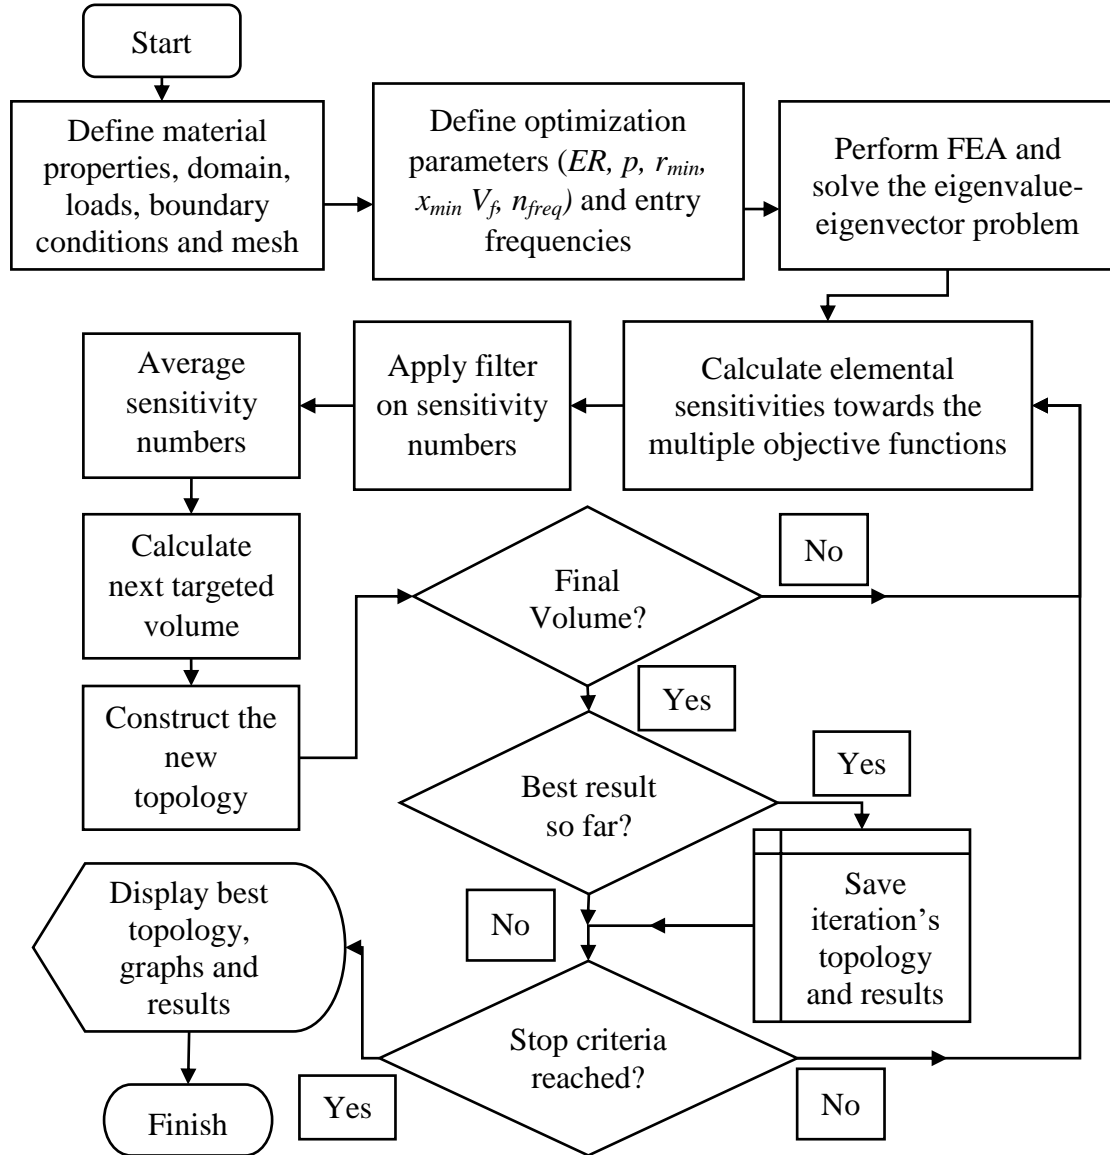 Start
Define material
properties, domain,
loads, boundary
conditions and mesh
Define optimization
parameters (ER, p, rmin,
xmin Vf, nfreq) and entry
frequencies
Perform FEA and
solve the eigenvalue-
eigenvector problem
Calculate elemental
sensitivities towards the
multiple objective functions
Apply filter
on sensitivity
numbers
Average
sensitivity
numbers
Calculate
next targeted
volume
Construct the
new
topology
Final
Volume?
No
Yes
Best result
so far?
Yes
Save
iteration’s
topology
and results
No
Stop criteria
reached?
No
Yes
Display best
topology,
graphs and
results
Finish